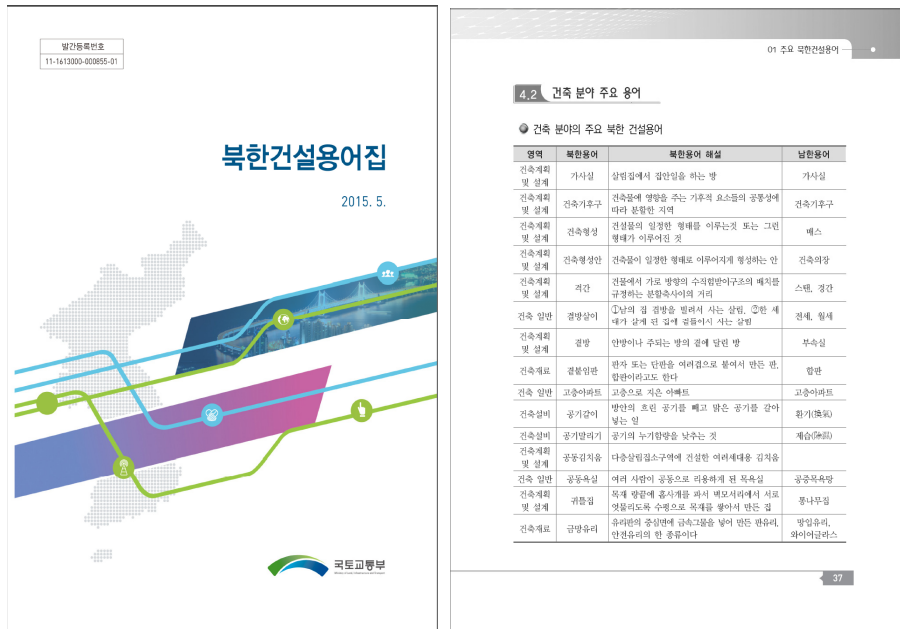 발간등록번호
11-1613000-000855-01
북한건설용어집
2015. 5.
국토교통부
01 주요 북한건설용어
4.2 건축 분야 주요 용어
건축 분야의 주요 북한 건설용어
영역 북한용어 북한용어 해설 남한용어
건축계획
및 설계 가사실 살림집에서 집안일을 하는 방 가사실
건축계획 건축물에 영향을 주는 기후적 요소들의 공통성에
및 설계 건축기후구 따라 분할한 지역 건축기후구
건축계획 건설물의 일정한 형태를 이루는것 또는 그런
및 설계 건축형성 형태가 이루어진 것 매스
건축계획
및 설계 건축형성안 건축물이 일정한 형태로 이루어지게 형성하는 안 건축의장
건축계획 건물에서 가로 방향의 수직힘받이구조의 배치를
및 설계 격간 규정하는 분할축사이의 거리 스팬, 경간
건축 일반 곁방살이 ①남의 집 곁방을 빌려서 사는 살림, ②한 세
대가 살게 된 집에 곁들어서 사는 살림 전세, 월세
건축계획
및 설계 곁방 안방이나 주되는 방의 곁에 달린 방 부속실
건축재료 겹붙임판 판자 또는 단판을 여러겹으로 붙여서 만든 판,
합판이라고도 한다 합판
건축 일반 고층아파트 고층으로 지은 아빠트 고층아파트
건축설비 공기갈이 방안의 흐린 공기를 빼고 맑은 공기를 갈아
넣는 일 환기(換氣)
건축설비 공기말리기 공기의 누기함량을 낮추는 것 제습(除濕)
건축계획
및 설계 공동김치움 다층살림집소구역에 건설한 여러세대용 김치움
건축 일반 공동욕실 여러 사람이 공동으로 리용하게 된 목욕실 공중목욕탕
건축계획 목재 량끝에 홈사개를 파서 벽모서리에서 서로
및 설계 귀틀집 엇물리도록 수평으로 목재를 쌓아서 만든 집 통나무집
건축재료 금망유리 유리판의 중심면에 금속그물을 넣어 만든 판유리,
안전유리의 한 종류이다 망입유리,
와이어글라스
37